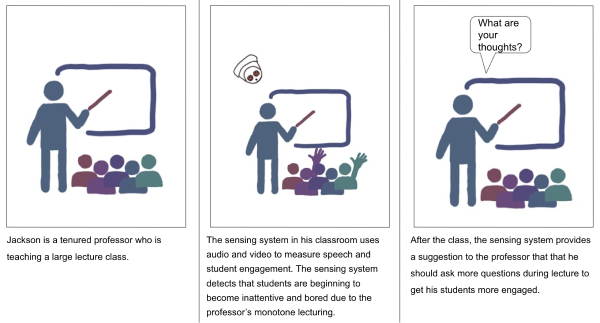 What are
your
thoughts?
Jackson is a tenured professor who is
teaching a large lecture class.
The sensing system in his classroom uses
audio and video to measure speech and
student engagement. The sensing system
detects that students are beginning to
become inattentive and bored due to the
professor's monotone lecturing.
After the class, the sensing system provides
a suggestion to the professor that that he
should ask more questions during lecture to
get his students more engaged.